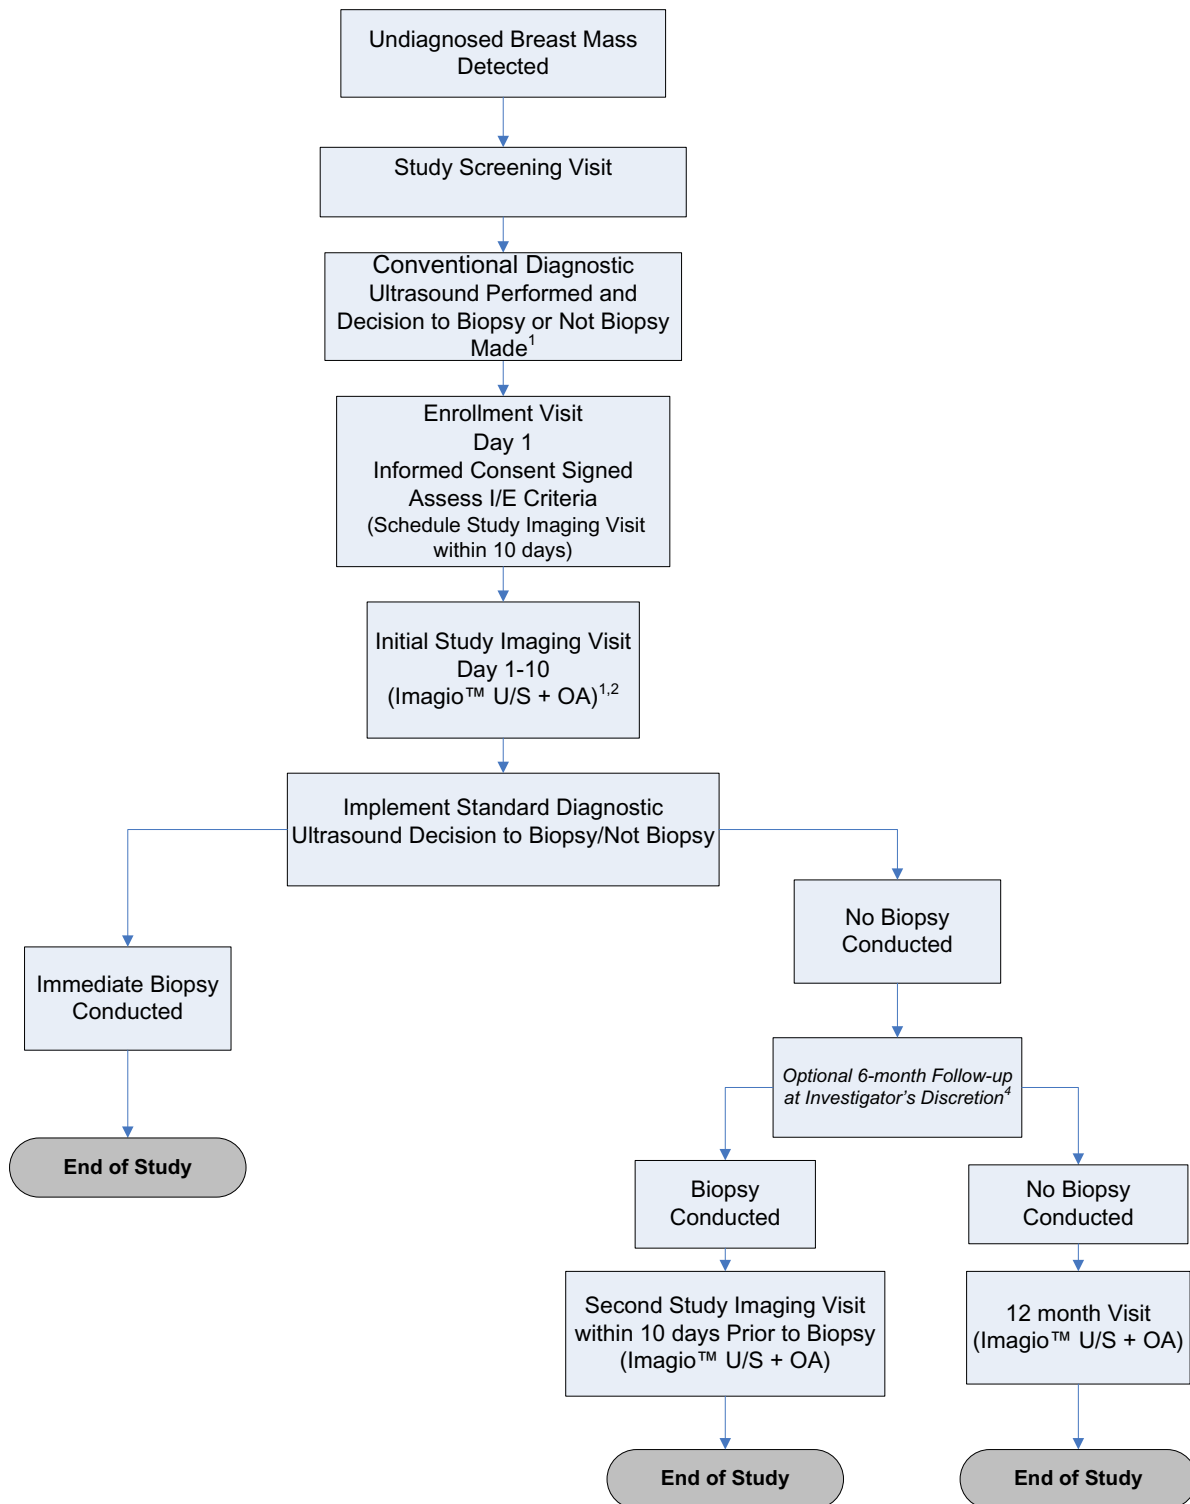 Undiagnosed Breast Mass
Detected
Study Screening Visit
Conventional Diagnostic
Ultrasound Performed and
Decision to Biopsy or Not Biopsy
Made1
Enrollment Visit
Day 1
Informed Consent Signed
Assess I/E Criteria
(Schedule Study Imaging Visit
within 10 days)
Initial Study Imaging Visit
Day 1-10
(Imagio™ U/S + OA)1,2
Implement Standard Diagnostic
Ultrasound Decision to Biopsy/Not Biopsy
Immediate Biopsy
Conducted
End of Study
No Biopsy
Conducted
Optional 6-month Follow-up
at Investigator’s Discretion4
Biopsy
Conducted
Second Study Imaging Visit
within 10 days Prior to Biopsy
(Imagio™ U/S + OA)
End of Study
No Biopsy
Conducted
12 month Visit
(Imagio™ U/S + OA)
End of Study